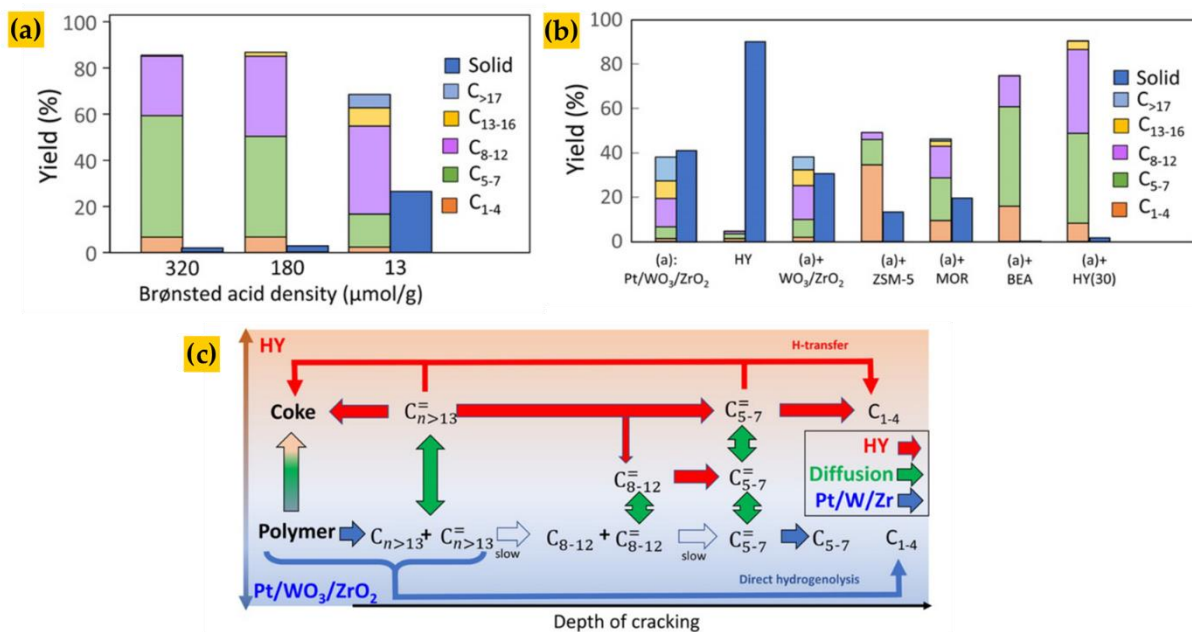 (a)
100
80
60
40
20
0
Yield (%)
320 180 13
Brønsted acid density (μmol/g)
Solid
C>17
C13-16
C8-12
C5-7
C1-4
(b)
100
80
60
40
20
0
Yield (%)
(a): (a)+ (a)+ (a)+ (a)+ (a)+
Pt/WO3/ZrO2 HY WO3/ZrO2 ZSM-5 MOR BEA HY(30)
Solid
C>17
C13-16
C8-12
C5-7
C1-4
(c)
HY
H-transfer
Coke C=n>13 C=5-7 C1-4
HY
C=8-12 C=5-7
Diffusion
Pt/W/Zr
Polymer Cn>13 + C=n>13 slow C8-12 + C=8-12 slow C=5-7 C5-7 C1-4
Direct hydrogenolysis
Pt/WO3/ZrO2
Depth of cracking